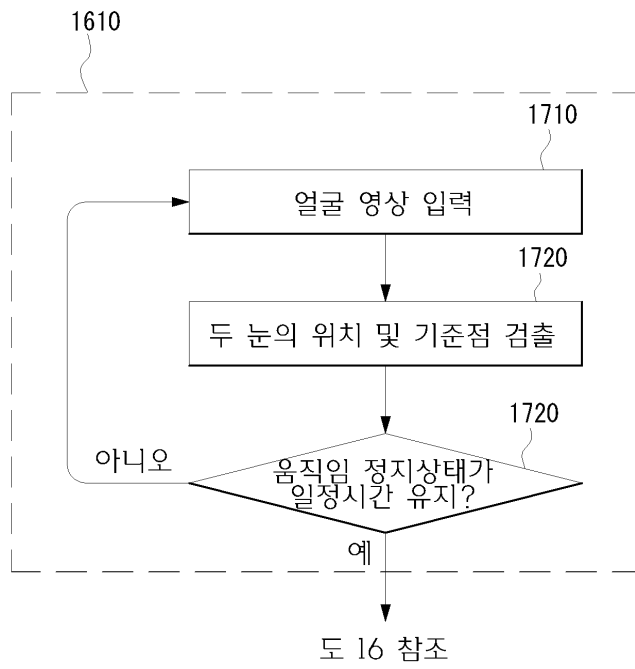 1610
1710
얼굴 영상 입력
1720
두 눈의 위치 및 기준점 검출
1720
움직임 정지상태가
일정시간 유지?
아니오
예
도 16 참조